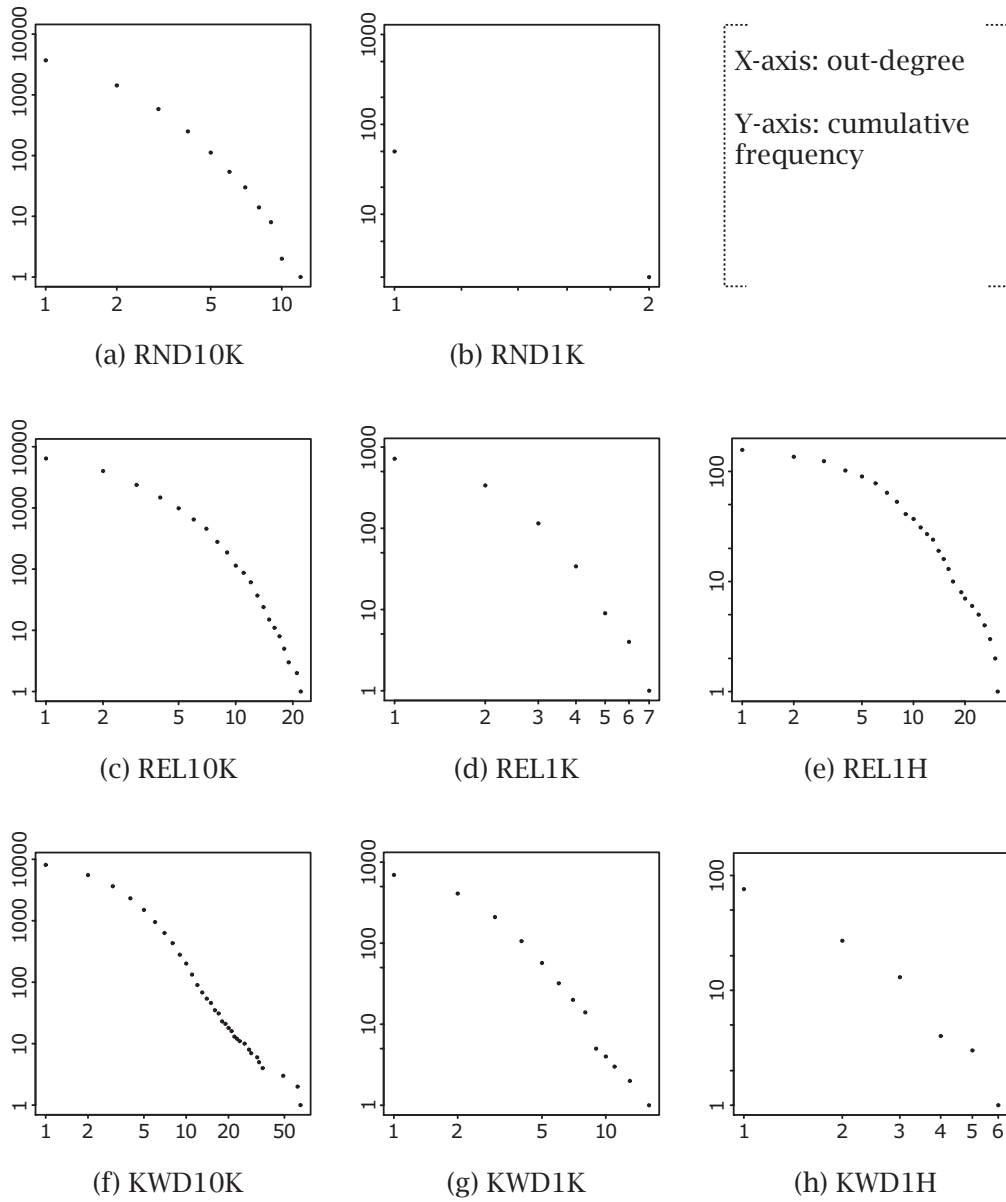 10000
1000
100
10
1
1 2 5 10
(a) RND10K
1000
100
10
1 2
(b) RND1K
X-axis: out-degree
Y-axis: cumulative
frequency
10000
1000
100
10
1
1 2 5 10 20
(c) REL10K
1000
100
10
1
1 2 3 4 5 6 7
(d) REL1K
100
10
1
1 2 5 10 20
(e) REL1H
10000
1000
100
10
1
1 2 5 10 20 50
(f) KWD10K
1000
100
10
1
1 2 5 10
(g) KWD1K
100
10
1
1 2 3 4 5 6
(h) KWD1H